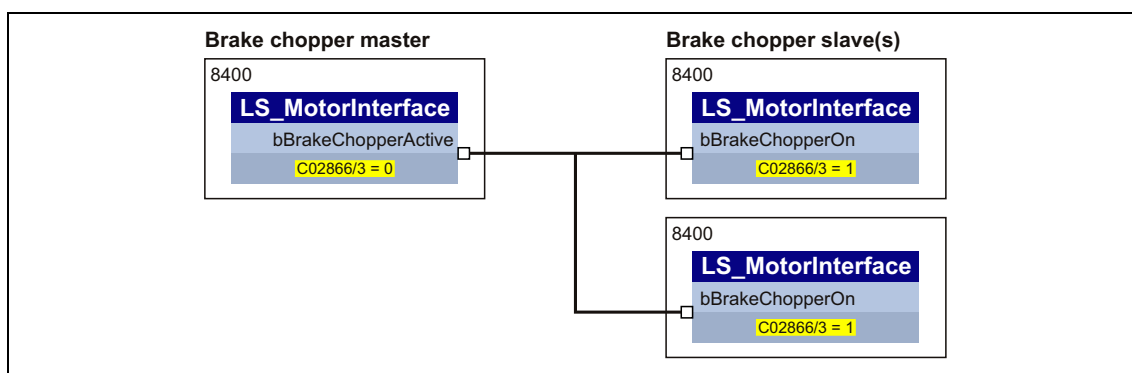 Brake chopper master
8400
LS_MotorInterface
bBrakeChopperActive
C02866/3 = 0
Brake chopper slave(s)
8400
LS_MotorInterface
bBrakeChopperOn
C02866/3 = 1
8400
LS_MotorInterface
bBrakeChopperOn
C02866/3 = 1